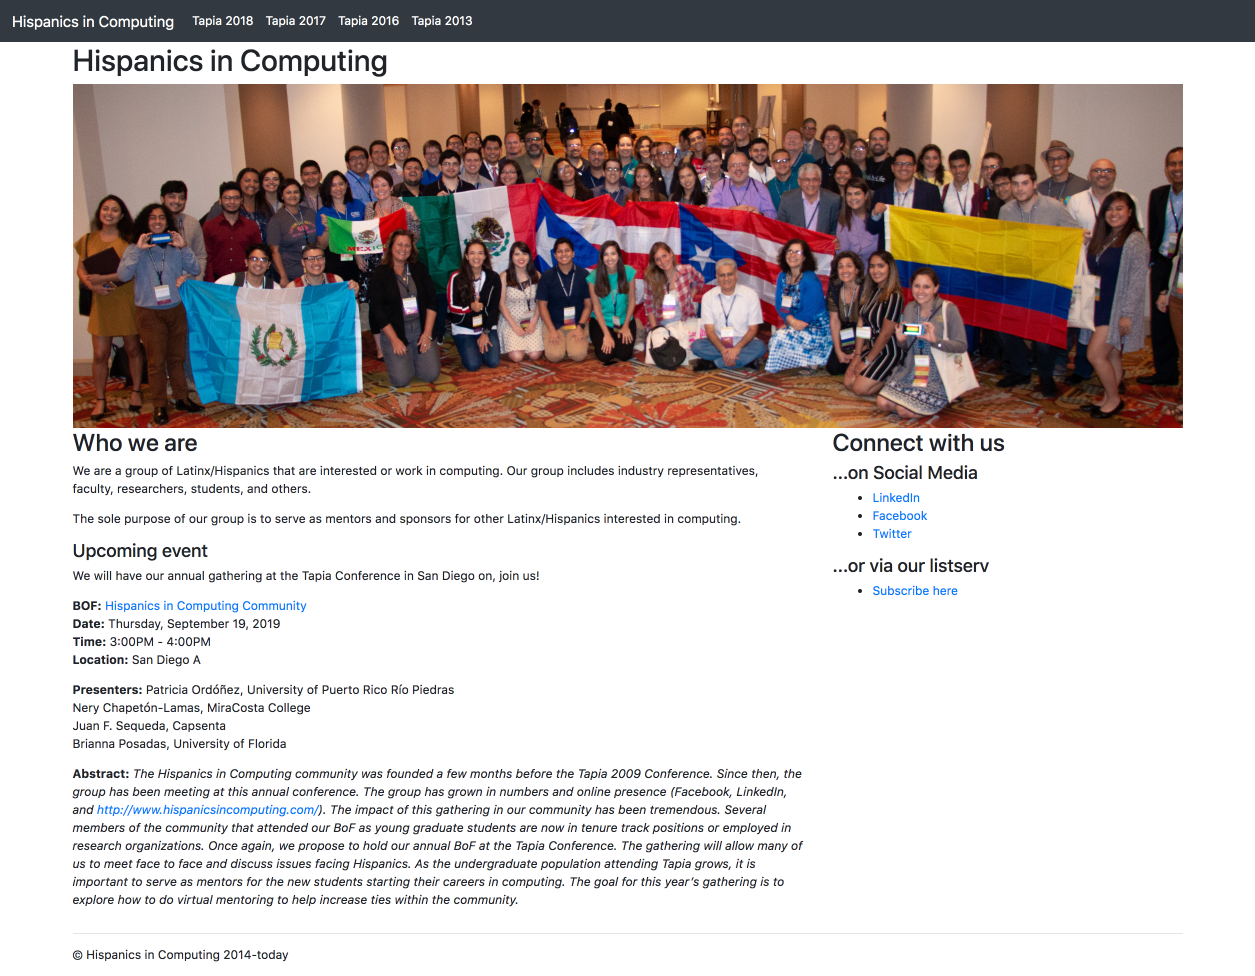 Hispanics in Computing Tapia 2018 Tapia 2017 Tapia 2016 Tapia 2013
Hispanics in Computing
MEXICO
Who we are
We are a group of Latinx/Hispanics that are interested or work in computing. Our group includes industry representatives,
faculty, researchers, students, and others.
The sole purpose of our group is to serve as mentors and sponsors for other Latinx/Hispanics interested in computing.
Upcoming event
We will have our annual gathering at the Tapia Conference in San Diego on, join us!
BOF: Hispanics in Computing Community
Date: Thursday, September 19, 2019
Time: 3:00PM - 4:00PM
Location: San Diego A
Presenters: Patricia Ordóñez, University of Puerto Rico Río Piedras
Nery Chapetón-Lamas, MiraCosta College
Juan F. Sequeda, Capsenta
Brianna Posadas, University of Florida
Abstract: The Hispanics in Computing community was founded a few months before the Tapia 2009 Conference. Since then, the
group has been meeting at this annual conference. The group has grown in numbers and online presence (Facebook, LinkedIn,
and http://www.hispanicsincomputing.com/). The impact of this gathering in our community has been tremendous. Several
members of the community that attended our BoF as young graduate students are now in tenure track positions or employed in
research organizations. Once again, we propose to hold our annual BoF at the Tapia Conference. The gathering will allow many of
us to meet face to face and discuss issues facing Hispanics. As the undergraduate population attending Tapia grows, it is
important to serve as mentors for the new students starting their careers in computing. The goal for this year's gathering is to
explore how to do virtual mentoring to help increase ties within the community.
Connect with us
...on Social Media
LinkedIn
Facebook
Twitter
...or via our listserv
Subscribe here
© Hispanics in Computing 2014-today